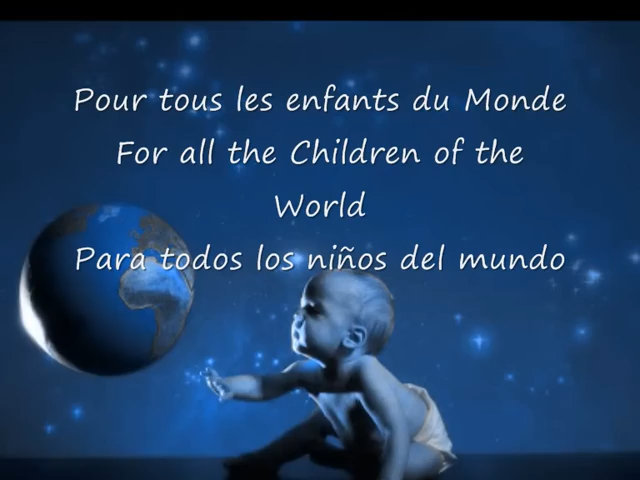 Pour tous les enfants du Monde
For all the Children of the
World
Para todos los niños del mundo